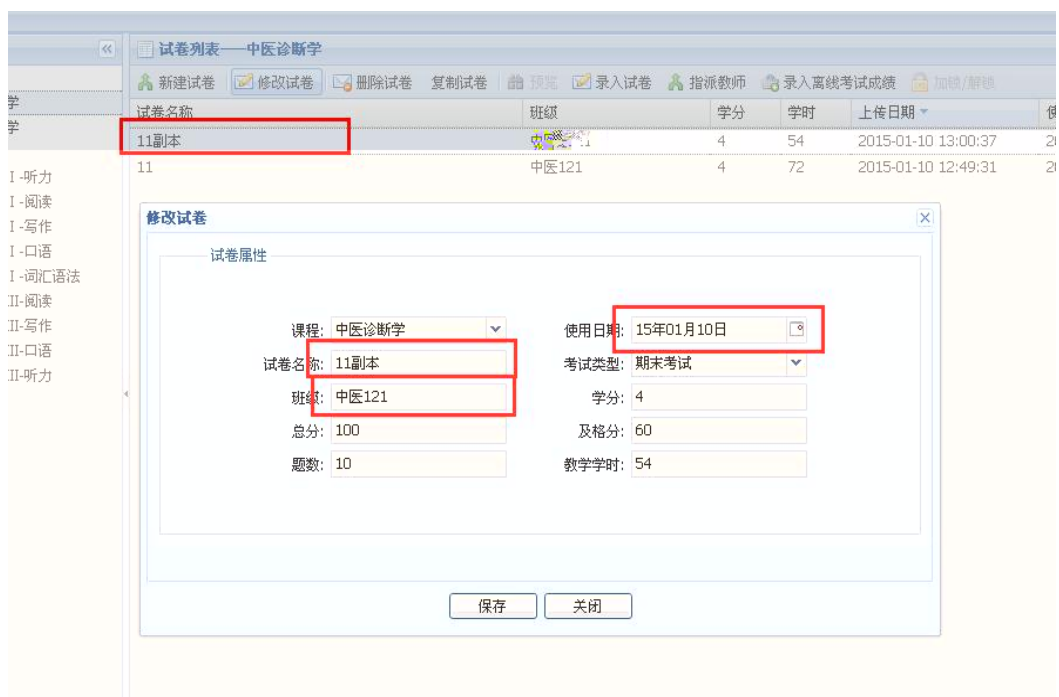 试卷列表——中医诊断学
新建试卷 修改试卷 删除试卷 复制试卷 预览 录入试卷 指派教师 录入离线考试成绩 加锁/解锁
学
试卷名称 班级 学分 学时 上传日期 使
学
11副本 4 54 2015-01-10 13:00:37 20
11 中医121 4 72 2015-01-10 12:49:31 20
I-听力
I-阅读
I-写作
I-口语
I-词汇语法
II-阅读
II-写作
II-口语
II-听力
修改试卷
试卷属性
课程: 中医诊断学 使用日期: 15年01月10日
试卷名称: 11副本 考试类型: 期末考试
班级: 中医121 学分: 4
总分: 100 及格分: 60
题数: 10 教学学时: 54
保存 关闭